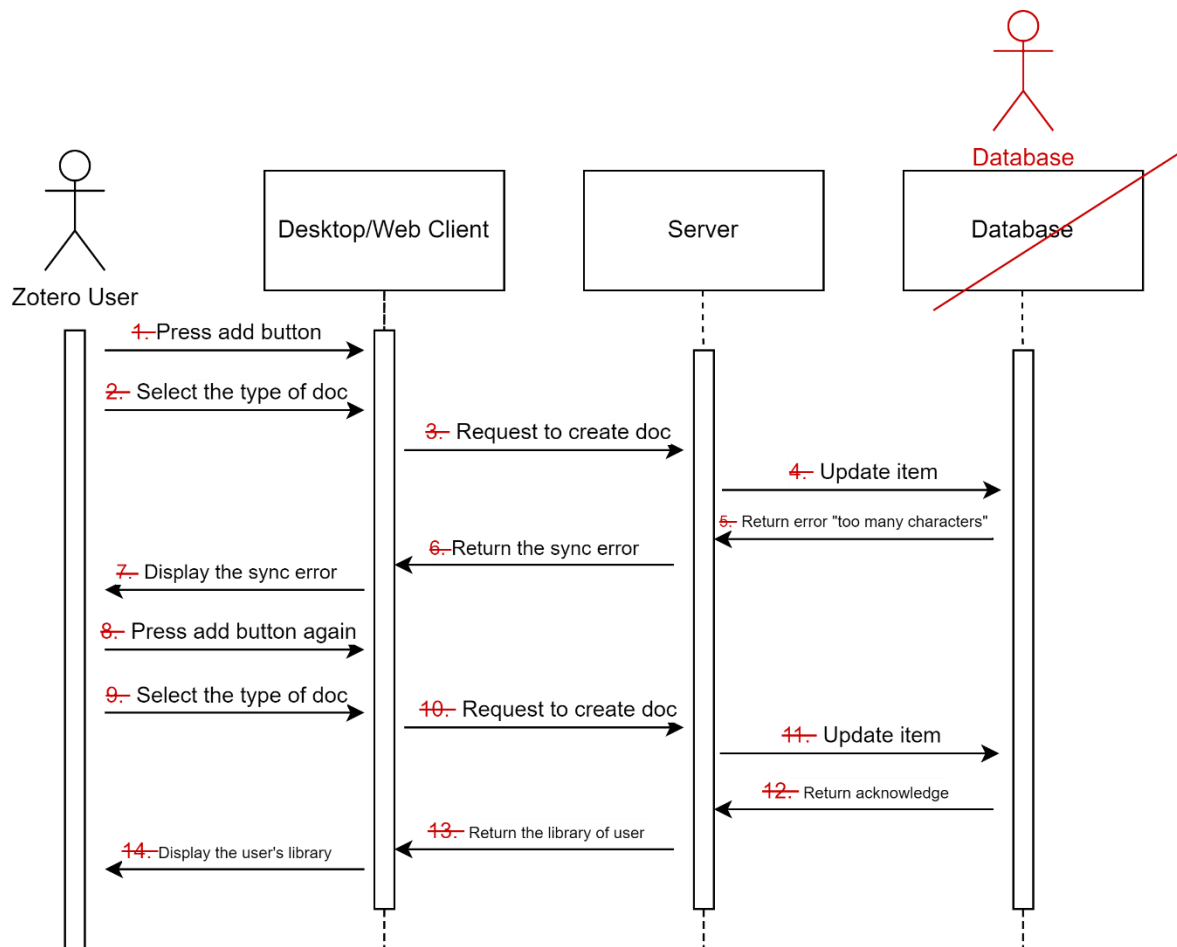 Database
Desktop/Web Client
Server
Database
Zotero User
1. Press add button
2. Select the type of doc
3. Request to create doc
4. Update item
5. Return error "too many characters"
6. Return the sync error
7. Display the sync error
8. Press add button again
9. Select the type of doc
10. Request to create doc
11. Update item
12. Return acknowledge
13. Return the library of user
14. Display the user's library